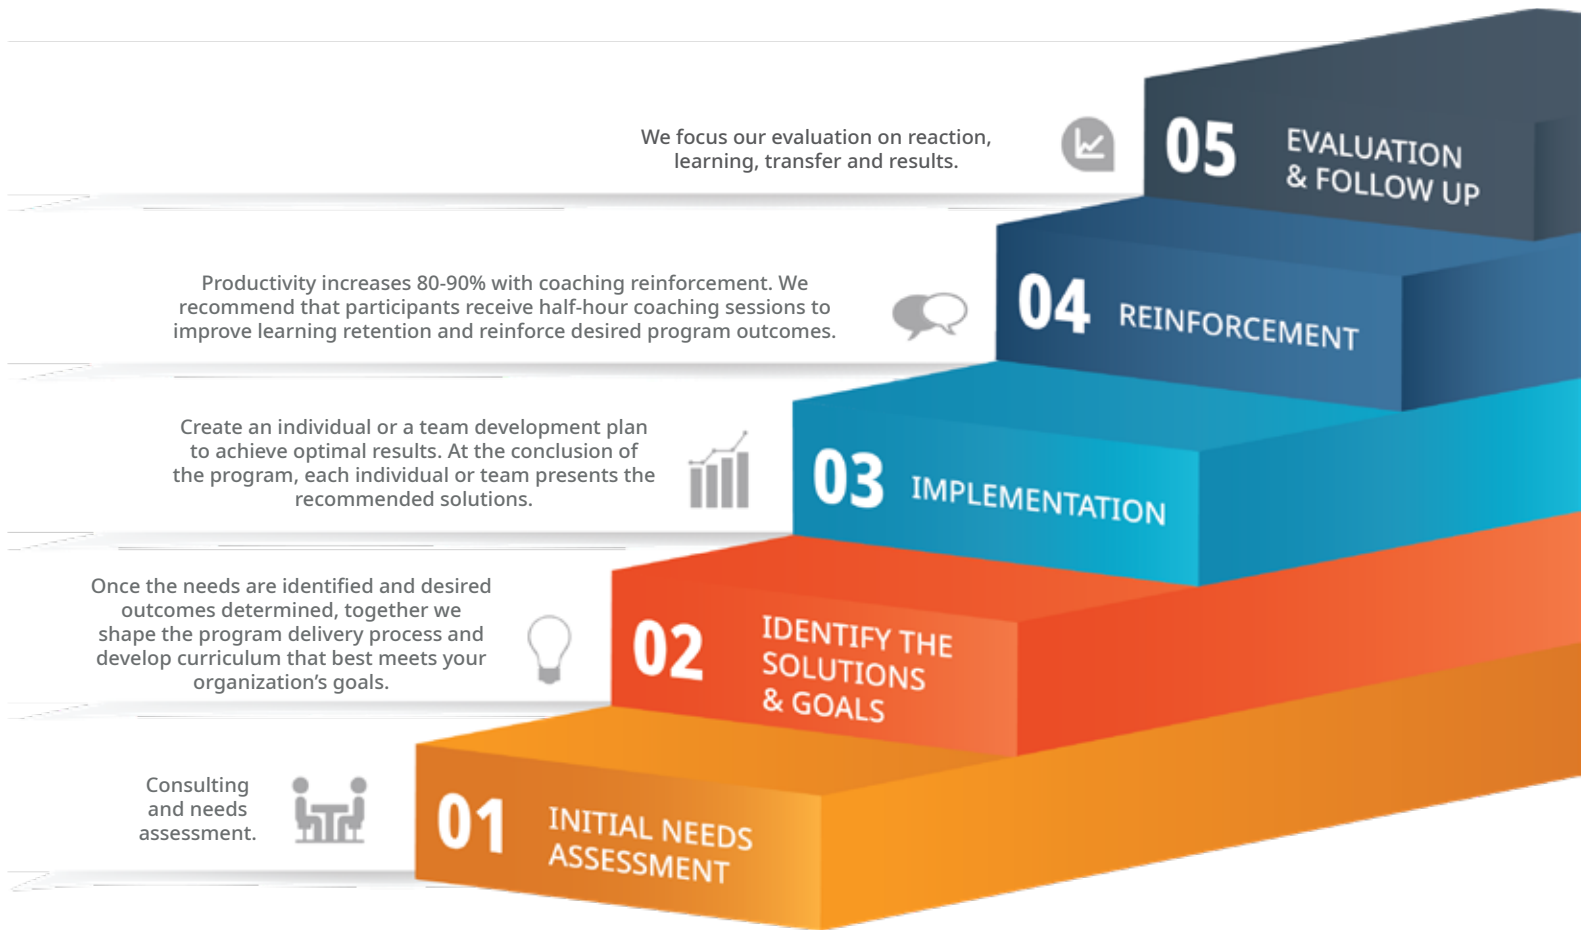 We focus our evaluation on reaction,
learning, transfer and results.
05
EVALUATION
& FOLLOW UP
Productivity increases 80-90% with coaching reinforcement. We
recommend that participants receive half-hour coaching sessions to
improve learning retention and reinforce desired program outcomes.
04
REINFORCEMENT
Create an individual or a team development plan
to achieve optimal results. At the conclusion of
the program, each individual or team presents the
recommended solutions.
03
IMPLEMENTATION
Once the needs are identified and desired
outcomes determined, together we
shape the program delivery process and
develop curriculum that best meets your
organization’s goals.
02
IDENTIFY THE
SOLUTIONS
& GOALS
Consulting
and needs
assessment.
01
INITIAL NEEDS
ASSESSMENT